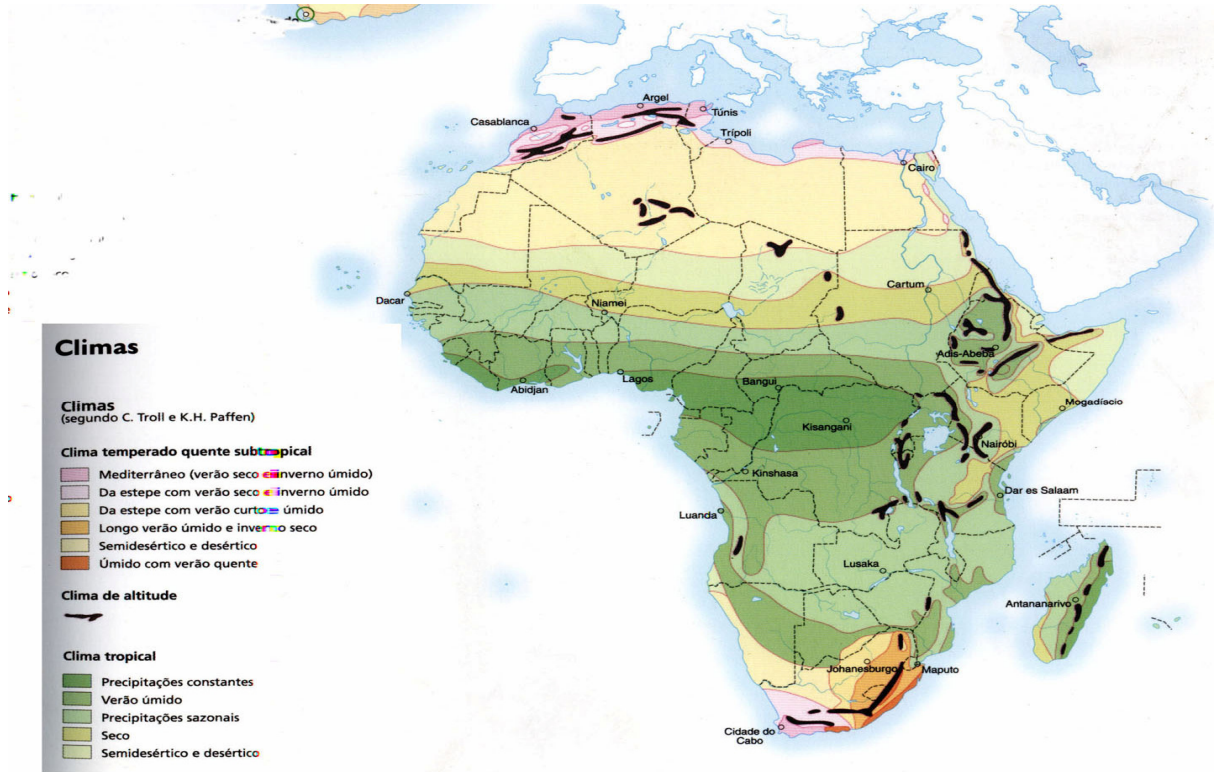 Argel
Túnis
Casablanca
Trípoli
Cairo
Dacar
Niamei
Cartum
Adis-Abeba
Abidjan
Lagos
Bangui
Mogadíscio
Kisangani
Nairóbi
Kinshasa
Dar es Salaam
Luanda
Lusaka
Antananarivo
Johanesburgo
Maputo
Cidade do
Cabo
Climas
Climas
(segundo C. Troll e K.H. Paffen)
Clima temperado quente subtropical
Mediterrâneo (verão seco e inverno úmido)
Da estepe com verão seco e inverno úmido
Da estepe com verão curto e úmido
Longo verão úmido e inverno seco
Semidesértico e desértico
Úmido com verão quente
Clima de altitude
Clima tropical
Precipitações constantes
Verão úmido
Precipitações sazonais
Seco
Semidesértico e desértico